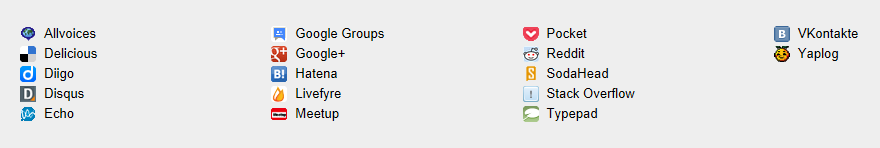 Allvoices
Delicious
Diigo
Disqus
Echo
Google Groups
Google+
Hatena
Livefyre
Meetup
Pocket
Reddit
SodaHead
Stack Overflow
Typepad
VKontakte
Yaplog